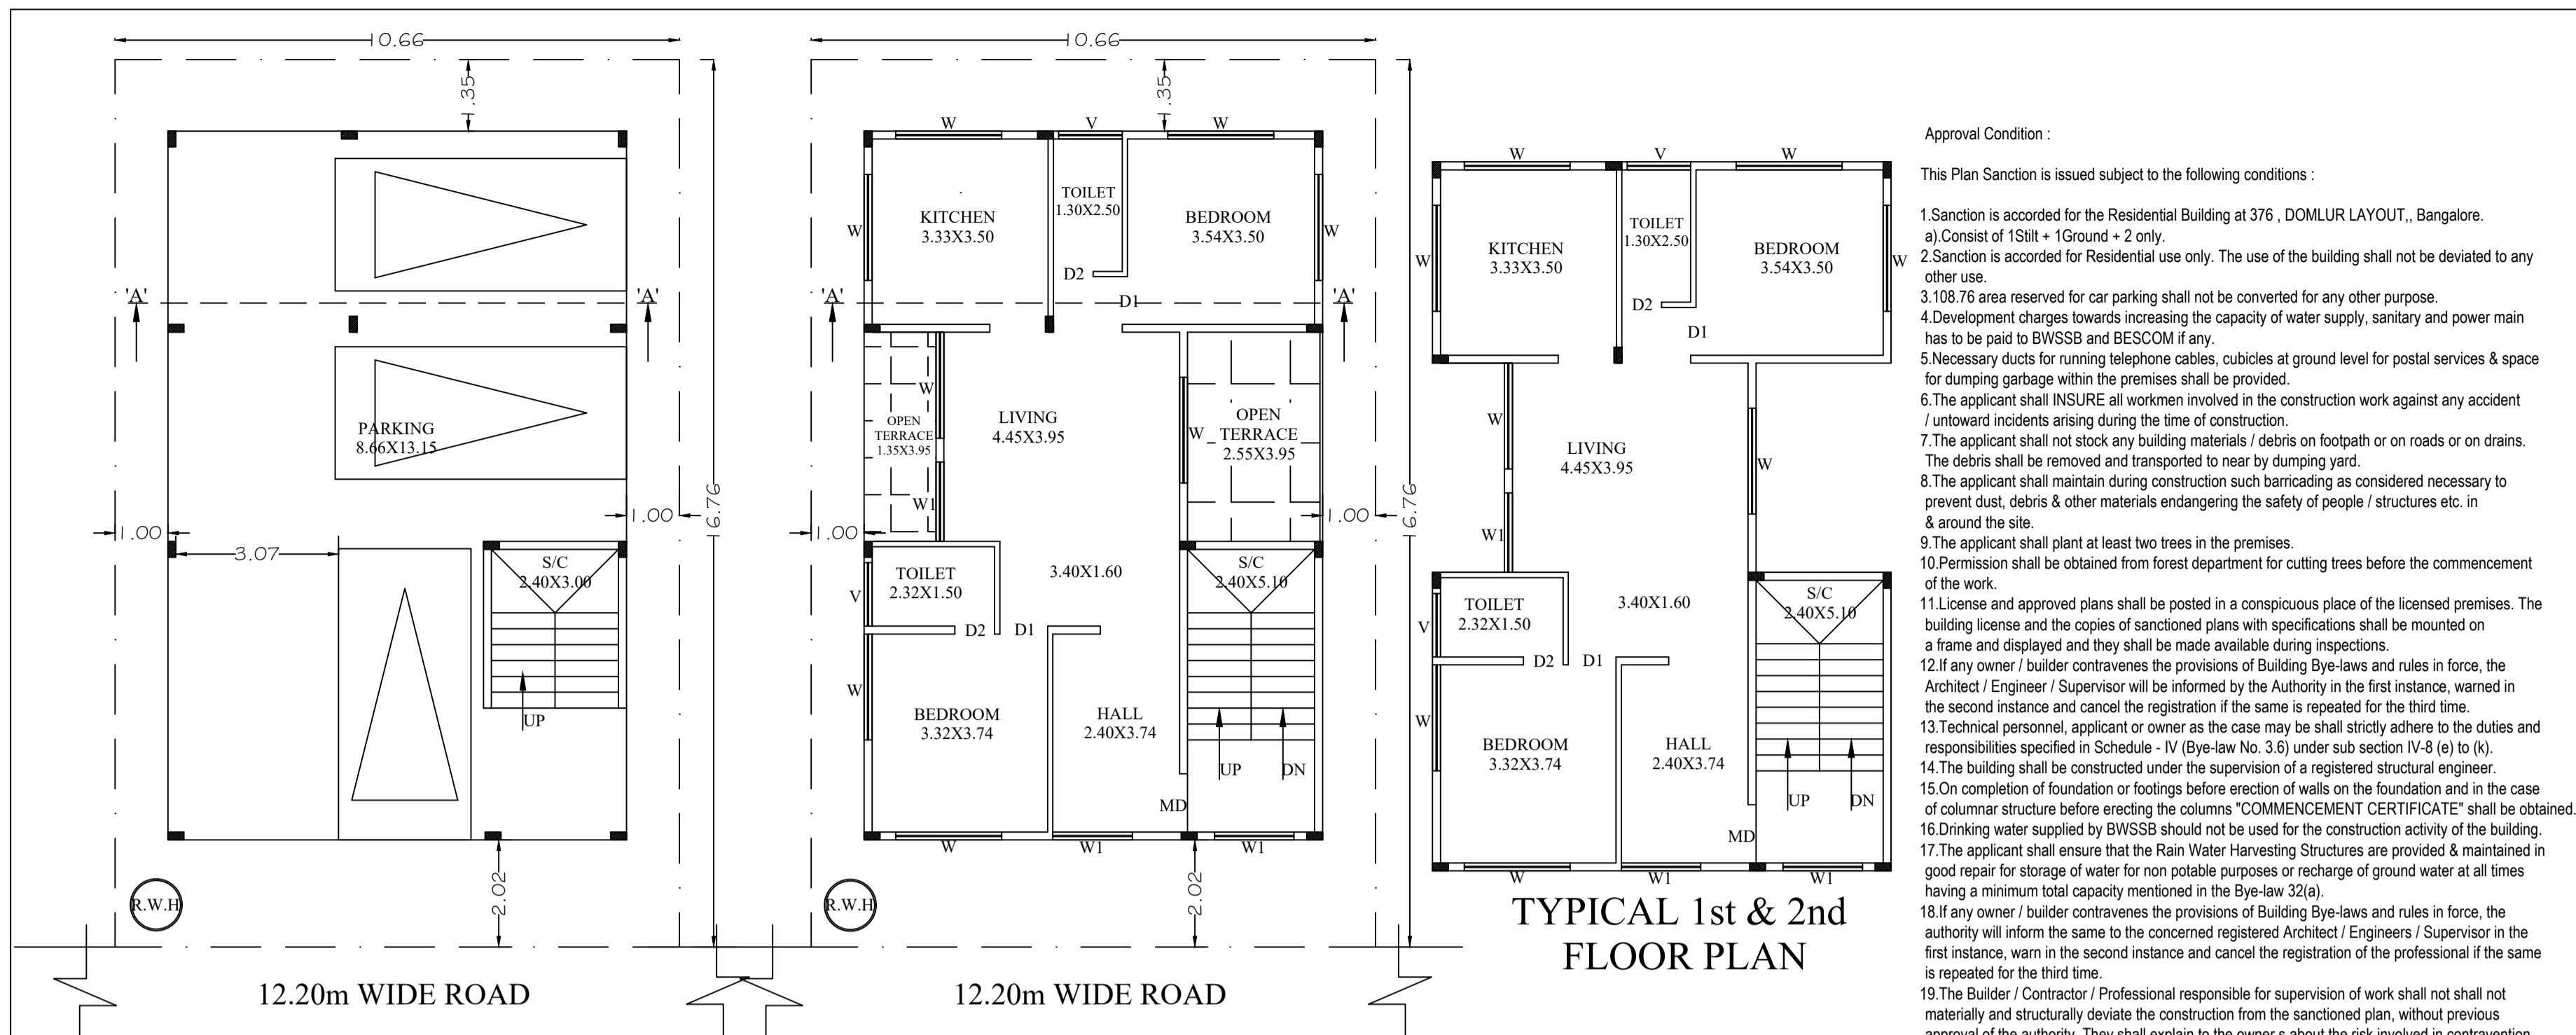 10.66
1.35
'A'
'A'
PARKING
8.66X13.15
1.00
1.00
16.76
3.07
S/C
2.40X3.00
UP
2.02
R.W.H
12.20m WIDE ROAD
10.66
1.35
W
V
W
KITCHEN
3.33X3.50
TOILET
1.30X2.50
BEDROOM
3.54X3.50
W
W
D2
D1
'A'
'A'
W
OPEN
TERRACE
1.35X3.95
LIVING
4.45X3.95
W
OPEN
TERRACE
2.55X3.95
W1
1.00
1.00
16.76
TOILET
2.32X1.50
3.40X1.60
S/C
2.40X5.10
V
D2
D1
W
BEDROOM
3.32X3.74
HALL
2.40X3.74
UP
DN
MD
W
W1
W1
2.02
R.W.H
12.20m WIDE ROAD
W
V
W
KITCHEN
3.33X3.50
TOILET
1.30X2.50
BEDROOM
3.54X3.50
W
W
D2
D1
W
LIVING
4.45X3.95
W
W1
TOILET
2.32X1.50
3.40X1.60
S/C
2.40X5.10
V
D2
D1
W
BEDROOM
3.32X3.74
HALL
2.40X3.74
UP
DN
MD
W
W1
W1
TYPICAL 1st & 2nd
FLOOR PLAN
Approval Condition :
This Plan Sanction is issued subject to the following conditions :
1.Sanction is accorded for the Residential Building at 376 , DOMLUR LAYOUT,, Bangalore.
a).Consist of 1Stilt + 1Ground + 2 only.
2.Sanction is accorded for Residential use only. The use of the building shall not be deviated to any
other use.
3.108.76 area reserved for car parking shall not be converted for any other purpose.
4.Development charges towards increasing the capacity of water supply, sanitary and power main
has to be paid to BWSSB and BESCOM if any.
5.Necessary ducts for running telephone cables, cubicles at ground level for postal services & space
for dumping garbage within the premises shall be provided.
6.The applicant shall INSURE all workmen involved in the construction work against any accident
/ untoward incidents arising during the time of construction.
7.The applicant shall not stock any building materials / debris on footpath or on roads or on drains.
The debris shall be removed and transported to near by dumping yard.
8.The applicant shall maintain during construction such barricading as considered necessary to
prevent dust, debris & other materials endangering the safety of people / structures etc. in
& around the site.
9.The applicant shall plant at least two trees in the premises.
10.Permission shall be obtained from forest department for cutting trees before the commencement
of the work.
11.License and approved plans shall be posted in a conspicuous place of the licensed premises. The
building license and the copies of sanctioned plans with specifications shall be mounted on
a frame and displayed and they shall be made available during inspections.
12.If any owner / builder contravenes the provisions of Building Bye-laws and rules in force, the
Architect / Engineer / Supervisor will be informed by the Authority in the first instance, warned in
the second instance and cancel the registration if the same is repeated for the third time.
13.Technical personnel, applicant or owner as the case may be shall strictly adhere to the duties and
responsibilities specified in Schedule - IV (Bye-law No. 3.6) under sub section IV-8 (e) to (k).
14.The building shall be constructed under the supervision of a registered structural engineer.
15.On completion of foundation or footings before erection of walls on the foundation and in the case
of columnar structure before erecting the columns "COMMENCEMENT CERTIFICATE" shall be obtained.
16.Drinking water supplied by BWSSB should not be used for the construction activity of the building.
17.The applicant shall ensure that the Rain Water Harvesting Structures are provided & maintained in
good repair for storage of water for non potable purposes or recharge of ground water at all times
having a minimum total capacity mentioned in the Bye-law 32(a).
18.If any owner / builder contravenes the provisions of Building Bye-laws and rules in force, the
authority will inform the same to the concerned registered Architect / Engineers / Supervisor in the
first instance, warn in the second instance and cancel the registration of the professional if the same
is repeated for the third time.
19.The Builder / Contractor / Professional responsible for supervision of work shall not shall not
materially and structurally deviate the construction from the sanctioned plan, without previous
approval of the authority. They shall explain to the owner s about the risk involved in contravention